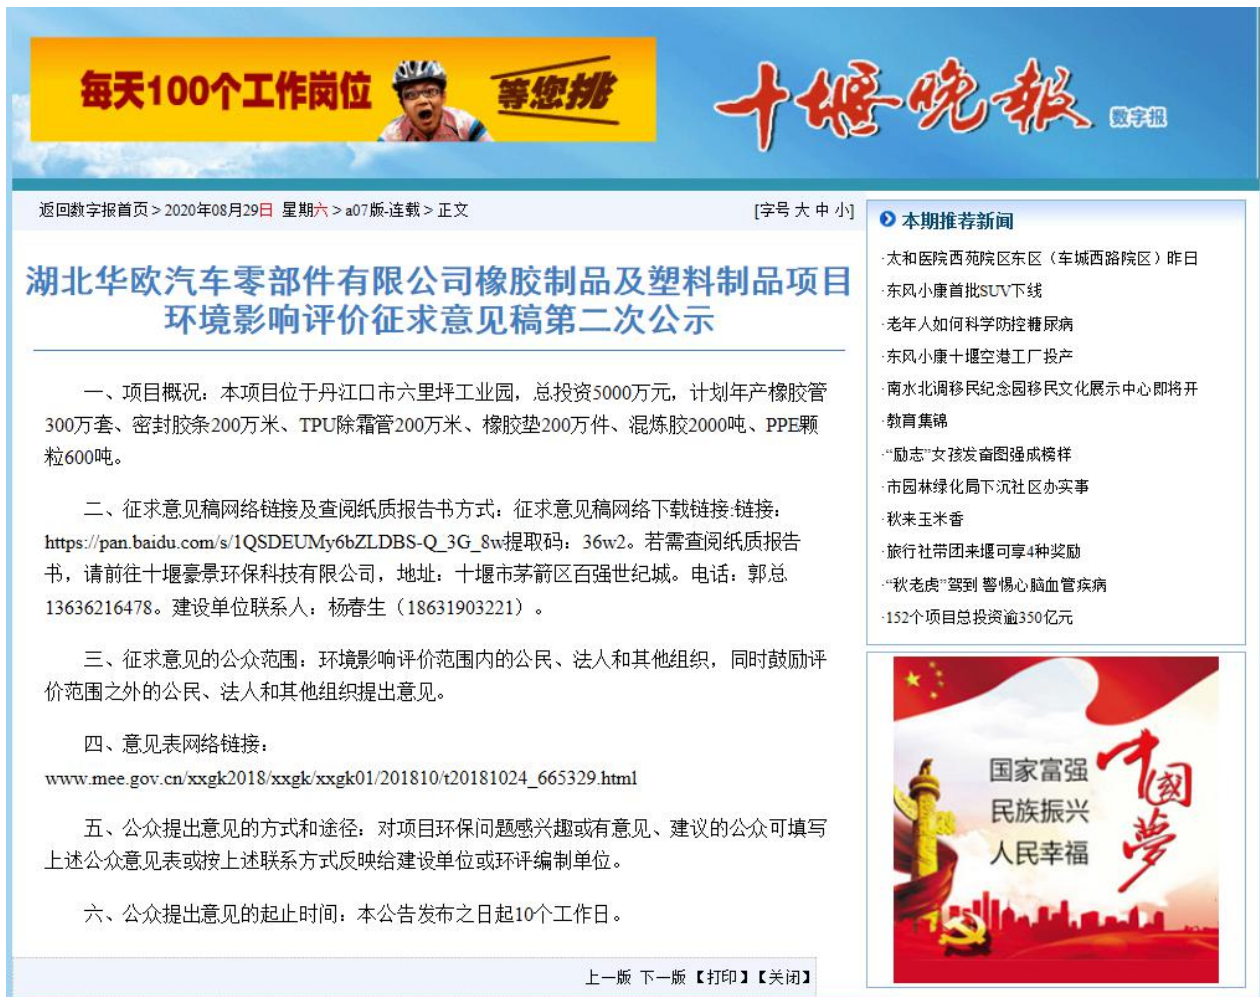 每天100个工作岗位
等您挑
十堰晚報
数字报
返回数字报首页 > 2020年08月29日 星期六 > a07版-连载 > 正文
[字号 大 中 小]
湖北华欧汽车零部件有限公司橡胶制品及塑料制品项目
环境影响评价征求意见稿第二次公示
一、项目概况：本项目位于丹江口市六里坪工业园，总投资5000万元，计划年产橡胶管
300万套、密封胶条200万米、TPU除霜管200万米、橡胶垫200万件、混炼胶2000吨、PPE颗
粒600吨。
二、征求意见稿网络链接及查阅纸质报告书方式：征求意见稿网络下载链接:链接：
https://pan.baidu.com/s/1QSDEUMy6bZLDBS-Q_3G_8w提取码：36w2。若需查阅纸质报告
书，请前往十堰豪景环保科技有限公司，地址：十堰市茅箭区百强世纪城。电话：郭总
13636216478。建设单位联系人：杨春生（18631903221）。
三、征求意见的公众范围：环境影响评价范围内的公民、法人和其他组织，同时鼓励评
价范围之外的公民、法人和其他组织提出意见。
四、意见表网络链接：
www.mee.gov.cn/xxgk2018/xxgk/xxgk01/201810/t20181024_665329.html
五、公众提出意见的方式和途径：对项目环保问题感兴趣或有意见、建议的公众可填写
上述公众意见表或按上述联系方式反映给建设单位或环评编制单位。
六、公众提出意见的起止时间：本公告发布之日起10个工作日。
上一版 下一版 【打印】【关闭】
本期推荐新闻
·太和医院西苑院区东区（车城西路院区）昨日
·东风小康首批SUV下线
·老年人如何科学防控糖尿病
·东风小康十堰空港工厂投产
·南水北调移民纪念园移民文化展示中心即将开
·教育集锦
·“励志”女孩发奋图强成榜样
·市园林绿化局下沉社区办实事
·秋来玉米香
·旅行社带团来堰可享4种奖励
·“秋老虎”驾到 警惕心脑血管疾病
·152个项目总投资逾350亿元
国家富强
民族振兴
人民幸福
中國夢